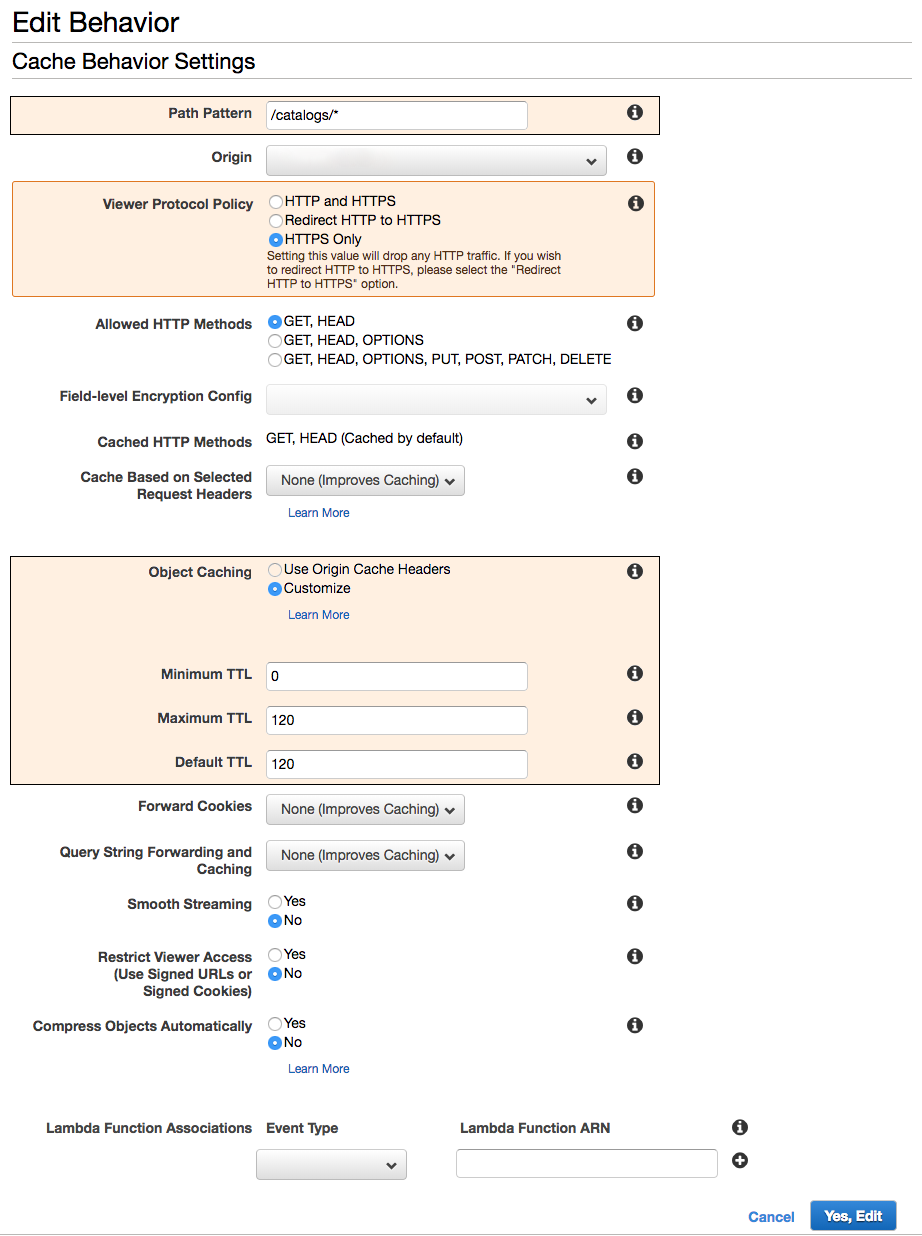 Edit Behavior
Cache Behavior Settings
Path Pattern /catalogs/*
Origin
Viewer Protocol Policy HTTP and HTTPS
Redirect HTTP to HTTPS
HTTPS Only
Setting this value will drop any HTTP traffic. If you wish
to redirect HTTP to HTTPS, please select the "Redirect
HTTP to HTTPS" option.
Allowed HTTP Methods GET, HEAD
GET, HEAD, OPTIONS
GET, HEAD, OPTIONS, PUT, POST, PATCH, DELETE
Field-level Encryption Config
Cached HTTP Methods GET, HEAD (Cached by default)
Cache Based on Selected None (Improves Caching)
Request Headers
Learn More
Object Caching Use Origin Cache Headers
Customize
Learn More
Minimum TTL 0
Maximum TTL 120
Default TTL 120
Forward Cookies None (Improves Caching)
Query String Forwarding and None (Improves Caching)
Caching
Smooth Streaming Yes
No
Restrict Viewer Access Yes
(Use Signed URLs or No
Signed Cookies)
Compress Objects Automatically Yes
No
Learn More
Lambda Function Associations Event Type Lambda Function ARN
Cancel Yes, Edit